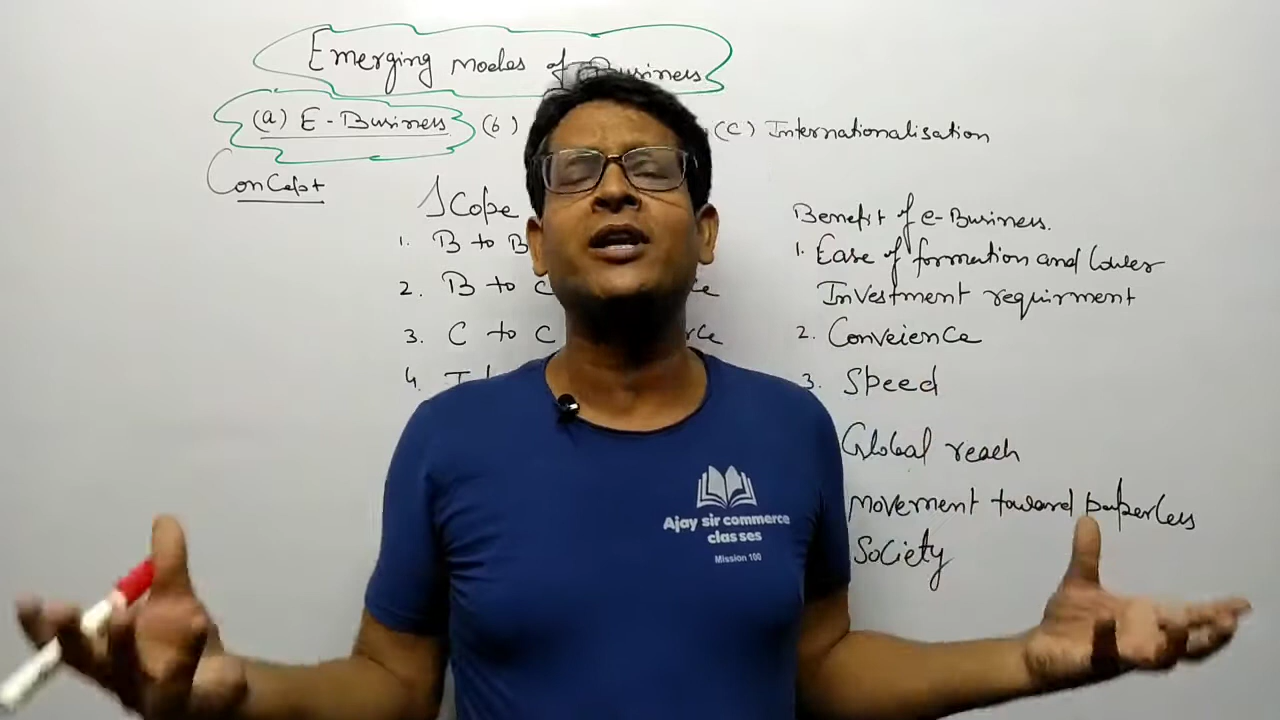 Emerging Modes of Business
(a) E-Business (b) (C) Internationalisation
Concept
Scope
1. B to B
2. B to C
3. C to C
4.
Benefit of e-Business.
1. Ease of formation and lower
Investment requirment
2. Conveience
3. Speed
Global reach
movement toward paperless
Society
Ajay sir commerce
classes
Mission 100